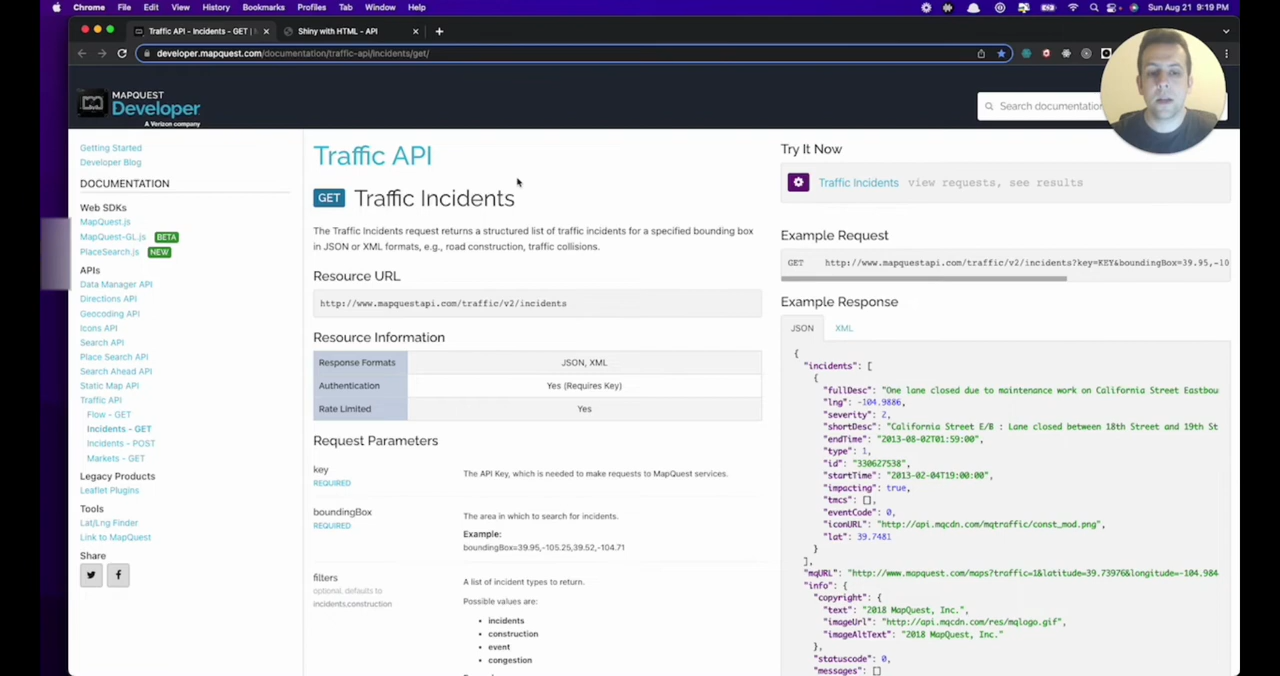 Chrome File Edit View History Bookmarks Profiles Tab Window Help
Sun Aug 21 9:19 PM
Traffic API - Incidents - GET |
Shiny with HTML - API
developer.mapquest.com/documentation/traffic-api/incidents/get/
MAPQUEST
Developer
A Verizon company
Search documentation
Getting Started
Developer Blog
DOCUMENTATION
Web SDKs
MapQuest.js
MapQuest-GL.js BETA
PlaceSearch.js NEW
APIs
Data Manager API
Directions API
Geocoding API
Icons API
Search API
Place Search API
Search Ahead API
Static Map API
Traffic API
Flow - GET
Incidents - GET
Incidents - POST
Markets - GET
Legacy Products
Leaflet Plugins
Tools
Lat/Lng Finder
Link to MapQuest
Share
Traffic API
GET Traffic Incidents
The Traffic Incidents request returns a structured list of traffic incidents for a specified bounding box
in JSON or XML formats, e.g., road construction, traffic collisions.
Resource URL
http://www.mapquestapi.com/traffic/v2/incidents
Resource Information
Response Formats JSON, XML
Authentication Yes (Requires Key)
Rate Limited Yes
Request Parameters
key
REQUIRED
The API Key, which is needed to make requests to MapQuest services.
boundingBox
REQUIRED
The area in which to search for incidents.
Example:
boundingBox=39.95,-105.25,39.52,-104.71
filters
optional, defaults to
incidents,construction
A list of incident types to return.
Possible values are:
• incidents
• construction
• event
• congestion
Try It Now
Traffic Incidents view requests, see results
Example Request
GET http://www.mapquestapi.com/traffic/v2/incidents?key=KEY&boundingBox=39.95,-10
Example Response
JSON XML
{
"incidents": [
{
"fullDesc": "One lane closed due to maintenance work on California Street Eastbou
"lng": -104.9886,
"severity": 2,
"shortDesc": "California Street E/B : Lane closed between 18th Street and 19th St
"endTime": "2013-08-02T01:59:00",
"type": 1,
"id": "330627538",
"startTime": "2013-02-04T19:00:00",
"impacting": true,
"tmcs": [],
"eventCode": 0,
"iconURL": "http://api.mqcdn.com/mqtraffic/const_mod.png",
"lat": 39.7481
}
],
"mqURL": "http://www.mapquest.com/maps?traffic=1&latitude=39.73976&longitude=-104.984
"info": {
"copyright": {
"text": "2018 MapQuest, Inc.",
"imageUrl": "http://api.mqcdn.com/res/mqlogo.gif",
"imageAltText": "2018 MapQuest, Inc."
},
"statuscode": 0,
"messages": []